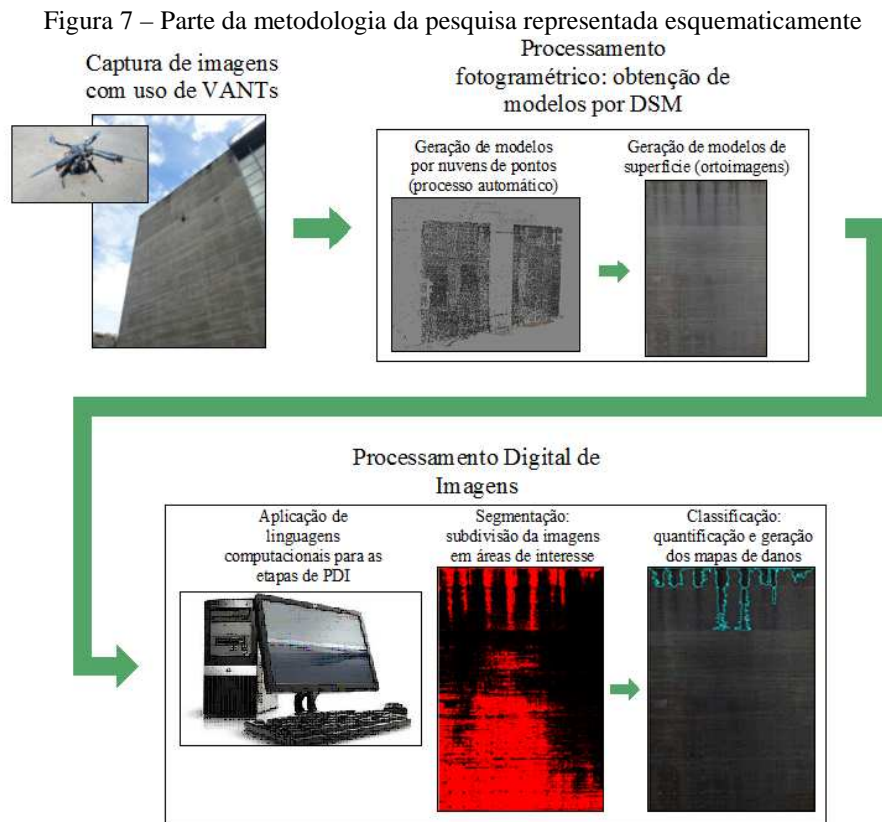 Figura 7 – Parte da metodologia da pesquisa representada esquematicamente
Captura de imagens
com uso de VANTs
Processamento
fotogramétrico: obtenção de
modelos por DSM
Geração de modelos
por nuvens de pontos
(processo automático)
Geração de modelos de
superfície (ortoimagens)
Processamento Digital de
Imagens
Aplicação de
linguagens
computacionais para as
etapas de PDI
Segmentação:
subdivisão da imagens
em áreas de interesse
Classificação:
quantificação e geração
dos mapas de danos